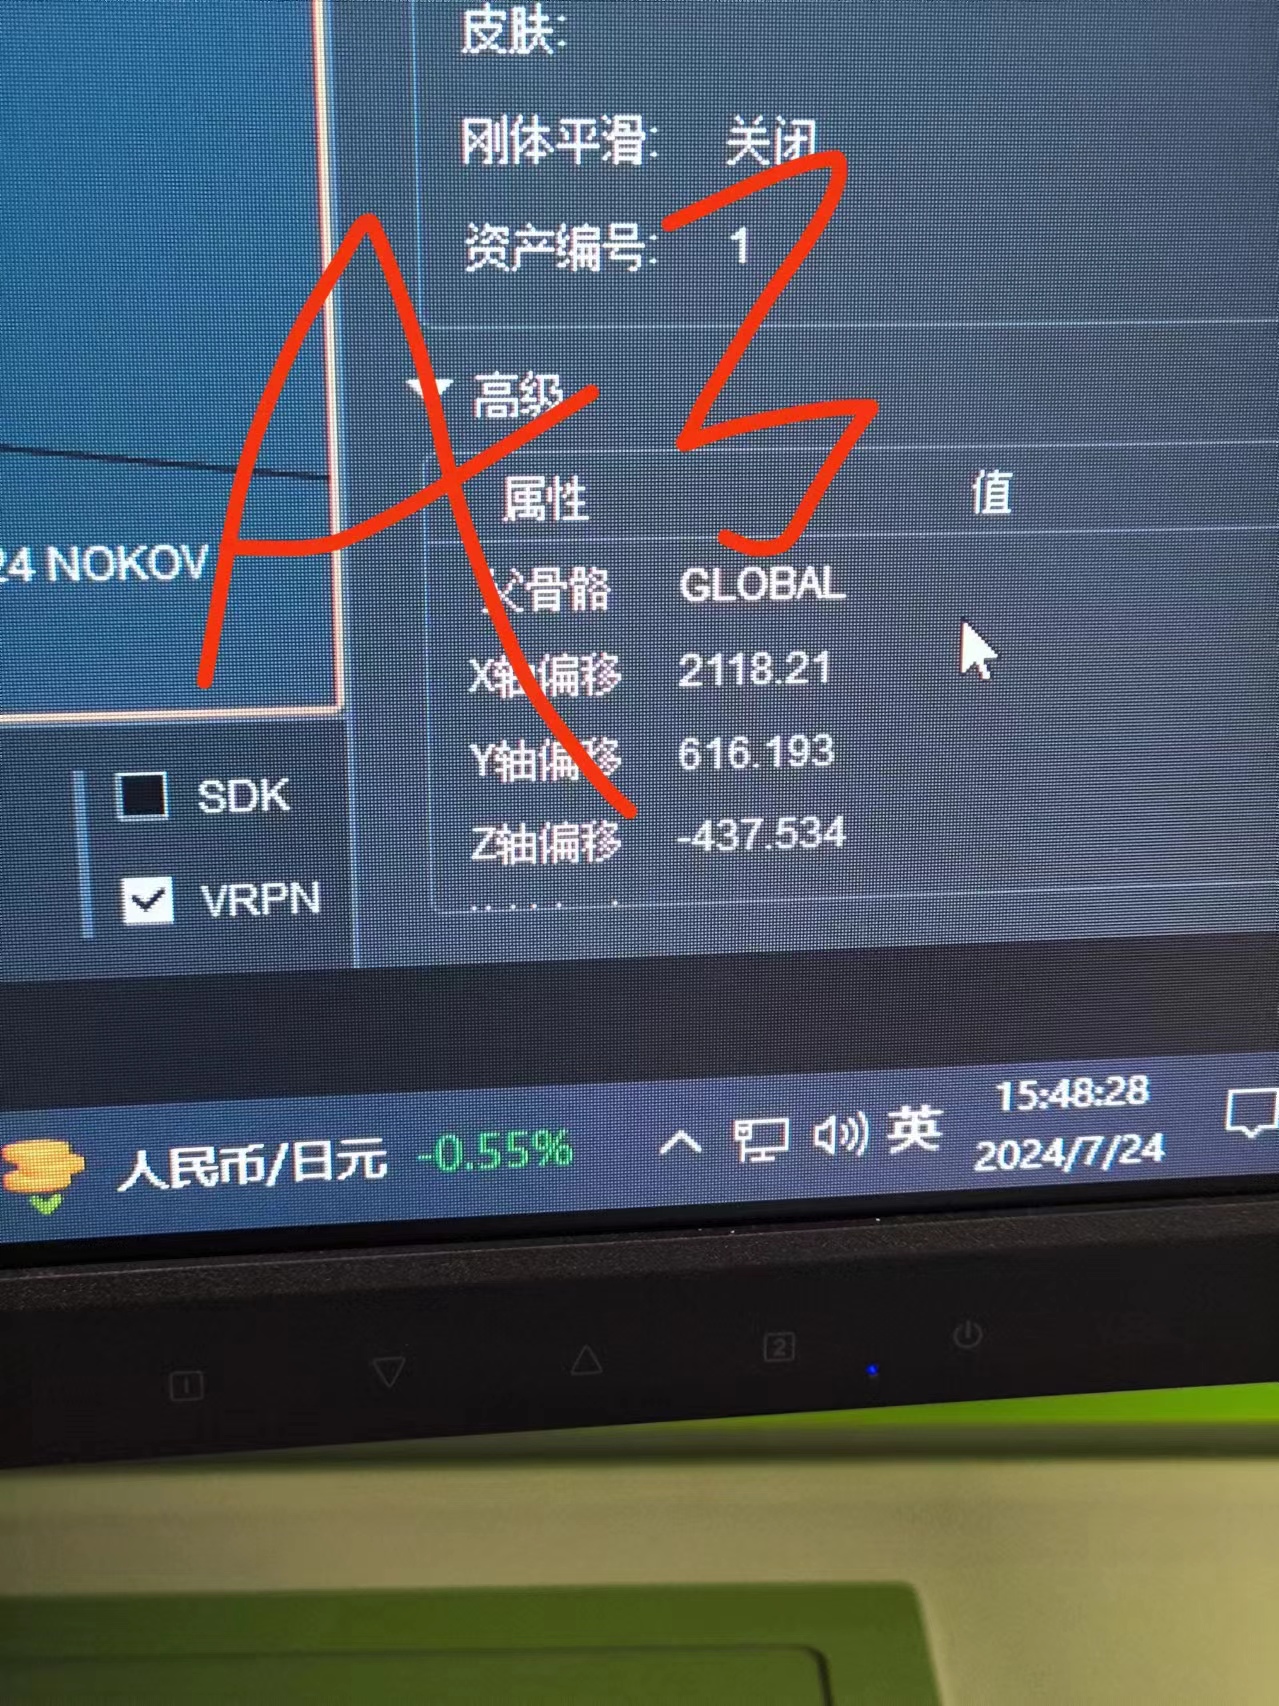 皮肤:
刚体平滑: 关闭
资产编号: 1
A3
高级
属性 值
父骨骼 GLOBAL
X轴偏移 2118.21
Y轴偏移 616.193
Z轴偏移 -437.534
24 NOKOV
SDK
VRPN
人民币/日元 -0.55% 英 15:48:28
2024/7/24
1
2